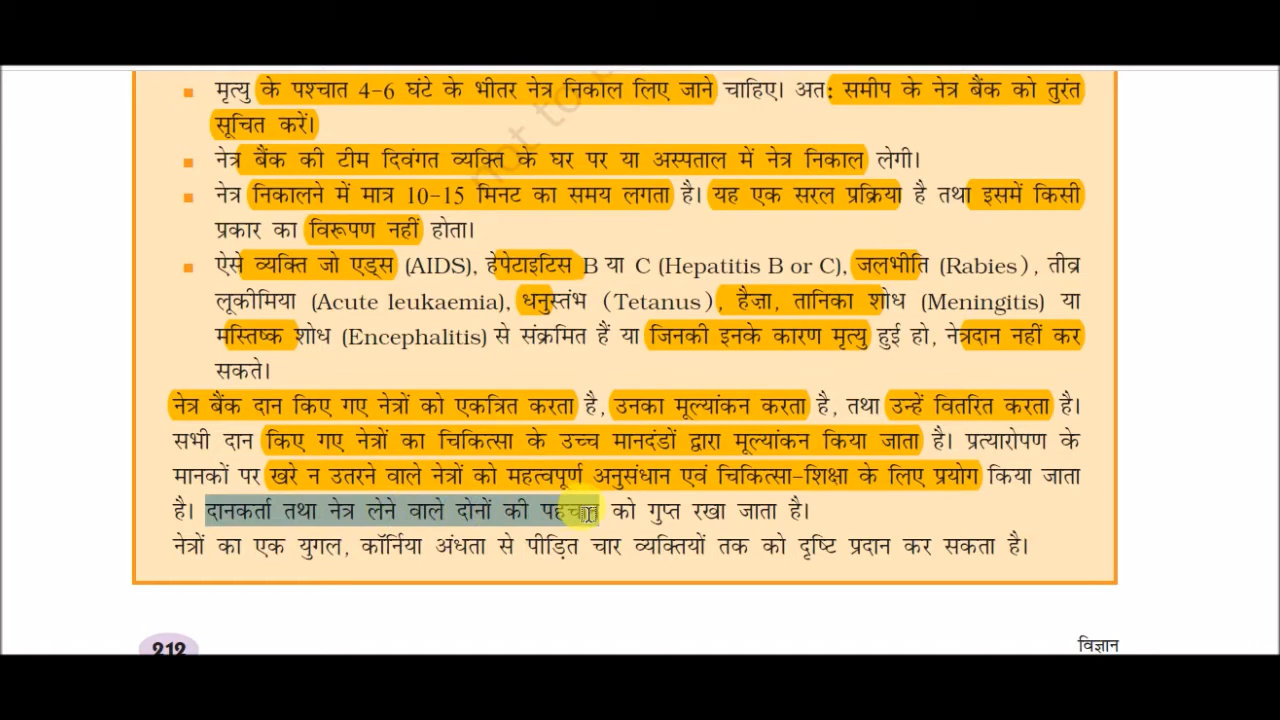 मृत्यु के पश्चात 4-6 घंटे के भीतर नेत्र निकाल लिए जाने चाहिए। अतः समीप के नेत्र बैंक को तुरंत
सूचित करें।
नेत्र बैंक की टीम दिवंगत व्यक्ति के घर पर या अस्पताल में नेत्र निकाल लेगी।
नेत्र निकालने में मात्र 10-15 मिनट का समय लगता है। यह एक सरल प्रक्रिया है तथा इसमें किसी
प्रकार का विरूपण नहीं होता।
ऐसे व्यक्ति जो एड्स (AIDS), हेपेटाइटिस B या C (Hepatitis B or C), जलभीति (Rabies), तीव्र
लूकीमिया (Acute leukaemia), धनुस्तंभ (Tetanus), हैज़ा, तानिका शोध (Meningitis) या
मस्तिष्क शोध (Encephalitis) से संक्रमित हैं या जिनकी इनके कारण मृत्यु हुई हो, नेत्रदान नहीं कर
सकते।
नेत्र बैंक दान किए गए नेत्रों को एकत्रित करता है, उनका मूल्यांकन करता है, तथा उन्हें वितरित करता है।
सभी दान किए गए नेत्रों का चिकित्सा के उच्च मानदंडों द्वारा मूल्यांकन किया जाता है। प्रत्यारोपण के
मानकों पर खरे न उतरने वाले नेत्रों को महत्वपूर्ण अनुसंधान एवं चिकित्सा-शिक्षा के लिए प्रयोग किया जाता
है। दानकर्ता तथा नेत्र लेने वाले दोनों की पहचान को गुप्त रखा जाता है।
नेत्रों का एक युगल, कॉर्निया अंधता से पीड़ित चार व्यक्तियों तक को दृष्टि प्रदान कर सकता है।
not to
212
विज्ञान